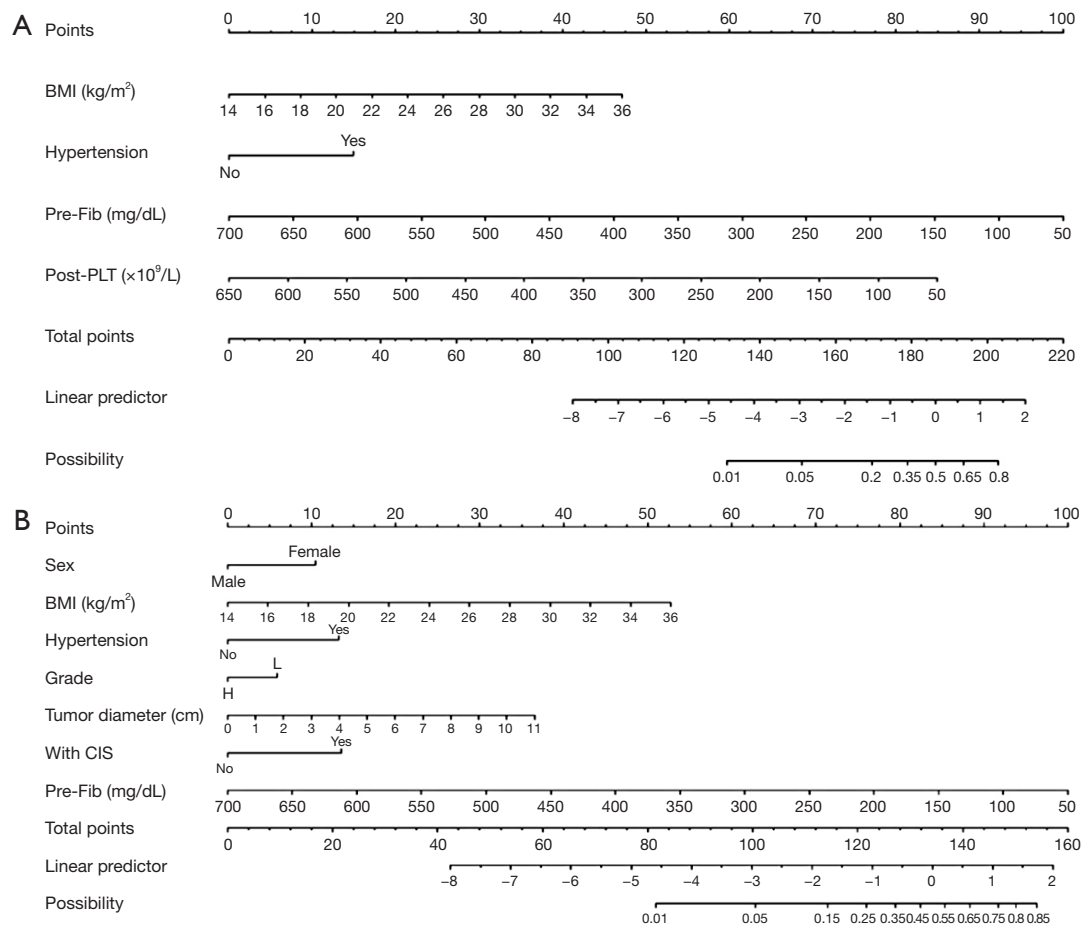 A
Points
0 10 20 30 40 50 60 70 80 90 100
BMI (kg/m²)
14 16 18 20 22 24 26 28 30 32 34 36
Hypertension
Yes
No
Pre-Fib (mg/dL)
700 650 600 550 500 450 400 350 300 250 200 150 100 50
Post-PLT (×10⁹/L)
650 600 550 500 450 400 350 300 250 200 150 100 50
Total points
0 20 40 60 80 100 120 140 160 180 200 220
Linear predictor
−8 −7 −6 −5 −4 −3 −2 −1 0 1 2
Possibility
0.01 0.05 0.2 0.35 0.5 0.65 0.8
B
Points
0 10 20 30 40 50 60 70 80 90 100
Sex
Female
Male
BMI (kg/m²)
14 16 18 20 22 24 26 28 30 32 34 36
Hypertension
Yes
No
Grade
L
H
Tumor diameter (cm)
0 1 2 3 4 5 6 7 8 9 10 11
With CIS
Yes
No
Pre-Fib (mg/dL)
700 650 600 550 500 450 400 350 300 250 200 150 100 50
Total points
0 20 40 60 80 100 120 140 160
Linear predictor
−8 −7 −6 −5 −4 −3 −2 −1 0 1 2
Possibility
0.01 0.05 0.15 0.25 0.35 0.45 0.55 0.65 0.75 0.8 0.85